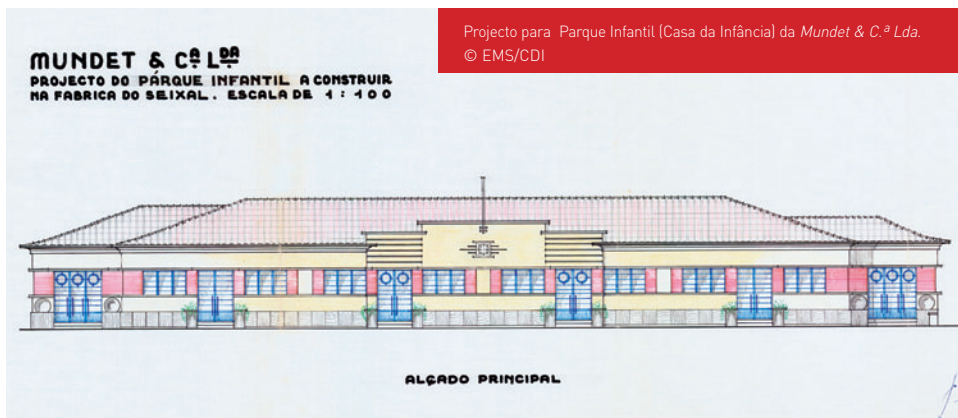 Projecto para Parque Infantil (Casa da Infância) da Mundet & C.ª Lda.
© EMS/CDI
MUNDET & Cª LDA
PROJECTO DO PÁRQUE INFANTIL A CONSTRUIR
NA FABRICA DO SEIXAL. ESCALA DE 1 : 100
ALÇADO PRINCIPAL